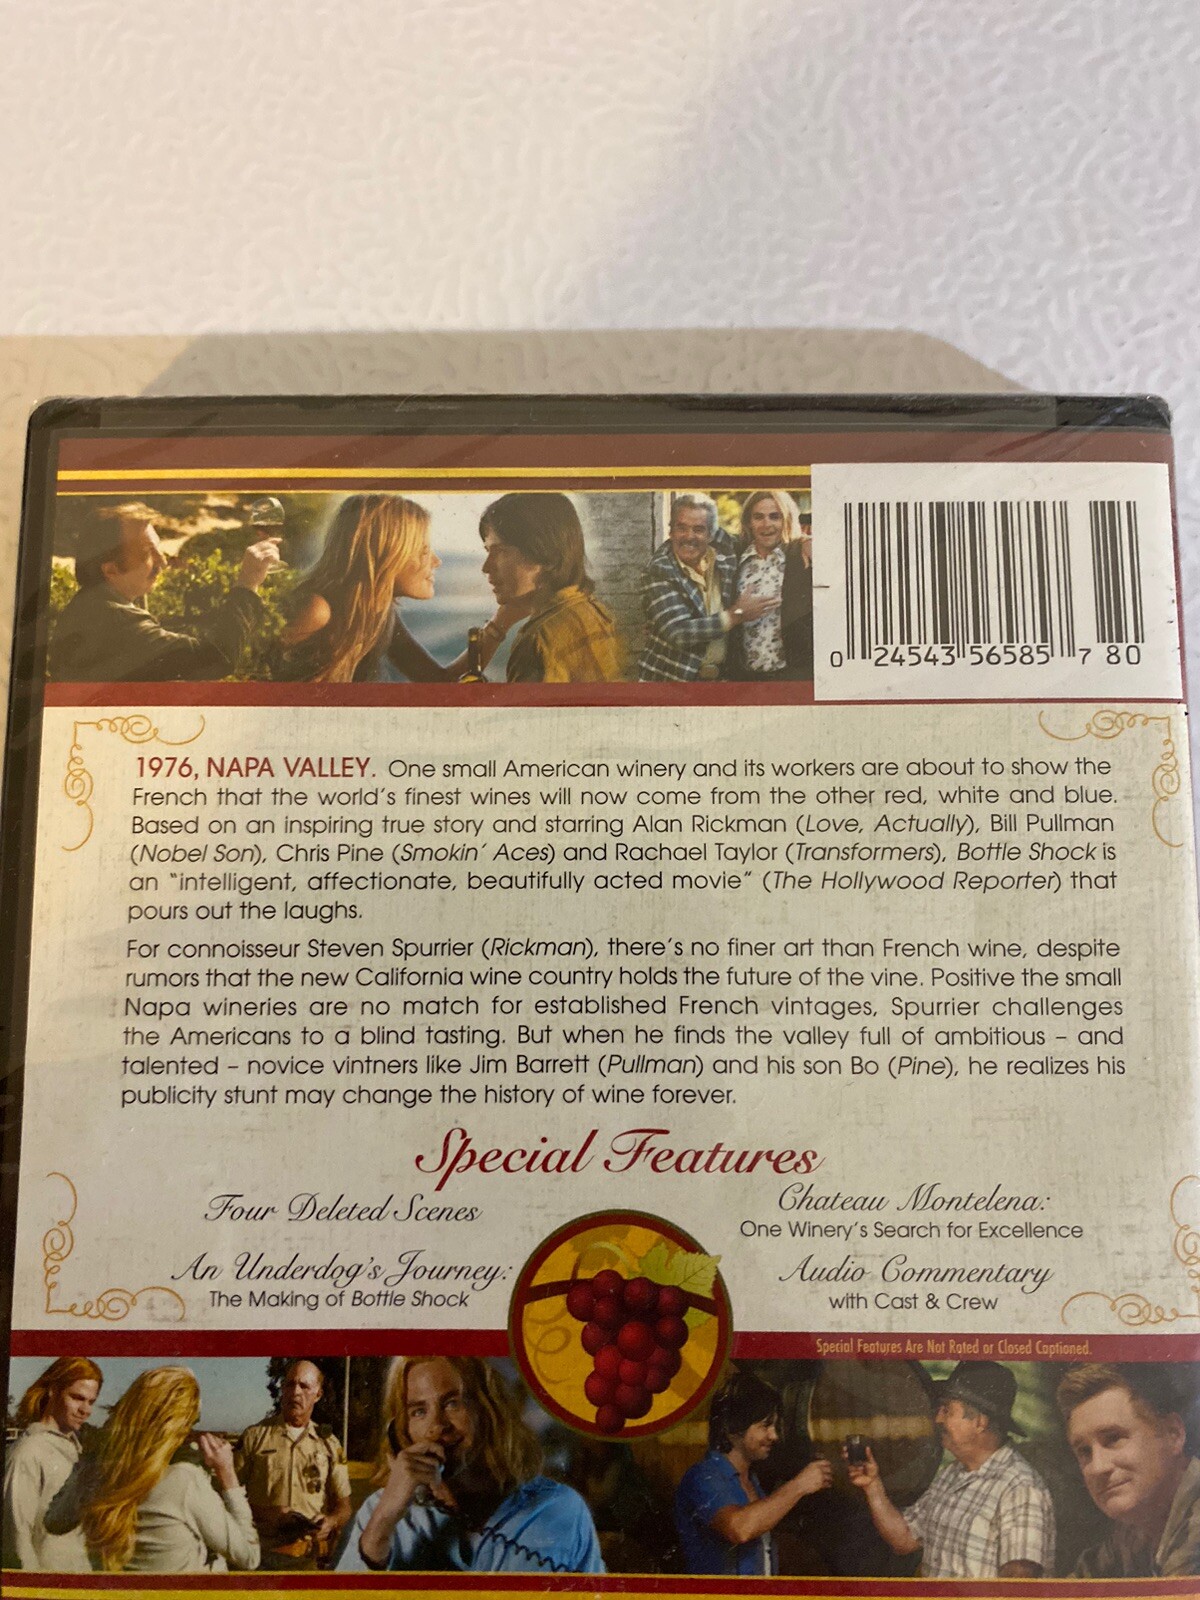 0 24543 56585 7 80
1976, NAPA VALLEY. One small American winery and its workers are about to show the
French that the world's finest wines will now come from the other red, white and blue.
Based on an inspiring true story and starring Alan Rickman (Love, Actually), Bill Pullman
(Nobel Son), Chris Pine (Smokin' Aces) and Rachael Taylor (Transformers), Bottle Shock is
an "intelligent, affectionate, beautifully acted movie" (The Hollywood Reporter) that
pours out the laughs.
For connoisseur Steven Spurrier (Rickman), there's no finer art than French wine, despite
rumors that the new California wine country holds the future of the vine. Positive the small
Napa wineries are no match for established French vintages, Spurrier challenges
the Americans to a blind tasting. But when he finds the valley full of ambitious – and
talented – novice vintners like Jim Barrett (Pullman) and his son Bo (Pine), he realizes his
publicity stunt may change the history of wine forever.
Special Features
Four Deleted Scenes
An Underdog's Journey:
The Making of Bottle Shock
Chateau Montelena:
One Winery's Search for Excellence
Audio Commentary
with Cast & Crew
Special Features Are Not Rated or Closed Captioned.